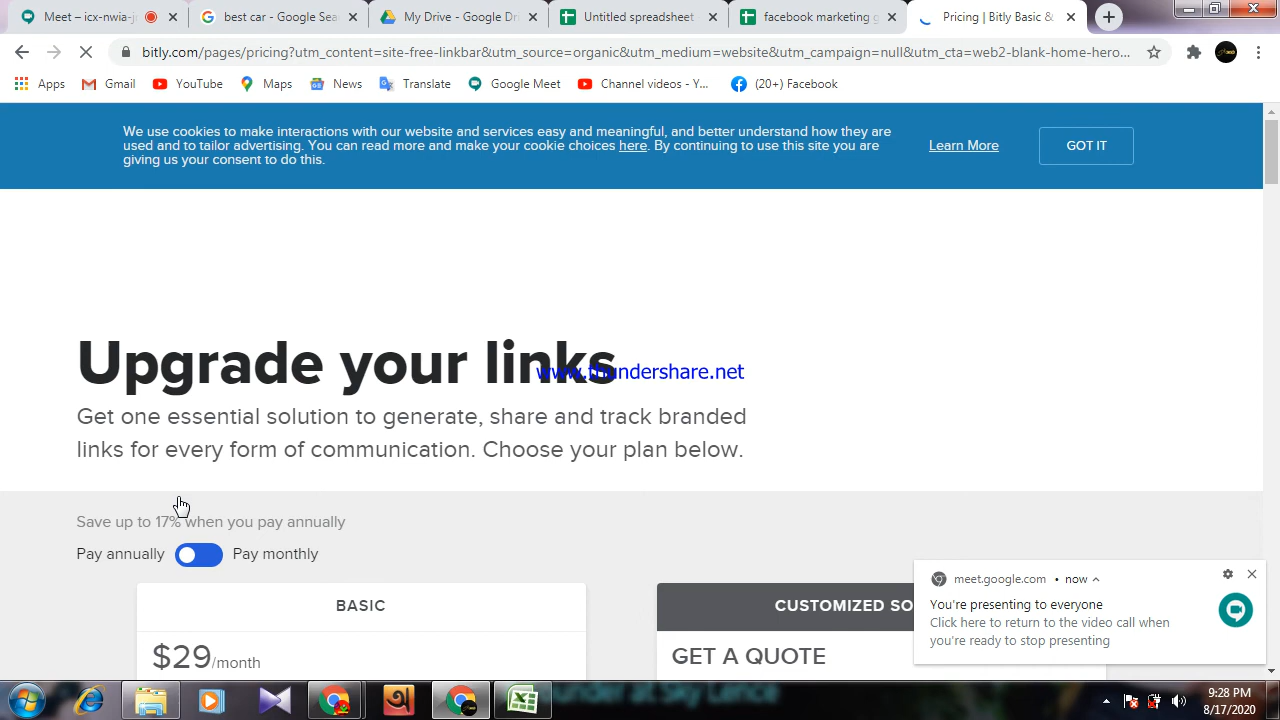 Meet – icx-nwia-j
best car - Google Sea
My Drive - Google Dri
Untitled spreadsheet
facebook marketing g
Pricing | Bitly Basic &
bitly.com/pages/pricing?utm_content=site-free-linkbar&utm_source=organic&utm_medium=website&utm_campaign=null&utm_cta=web2-blank-home-hero...
Apps
Gmail
YouTube
Maps
News
Translate
Google Meet
Channel videos - Y...
(20+) Facebook
We use cookies to make interactions with our website and services easy and meaningful, and better understand how they are
used and to tailor advertising. You can read more and make your cookie choices here. By continuing to use this site you are
giving us your consent to do this.
Learn More
GOT IT
Upgrade your links
www.thundershare.net
Get one essential solution to generate, share and track branded
links for every form of communication. Choose your plan below.
Save up to 17% when you pay annually
Pay annually
Pay monthly
BASIC
CUSTOMIZED SO
$29/month
GET A QUOTE
meet.google.com • now
You're presenting to everyone
Click here to return to the video call when
you're ready to stop presenting
9:28 PM
8/17/2020